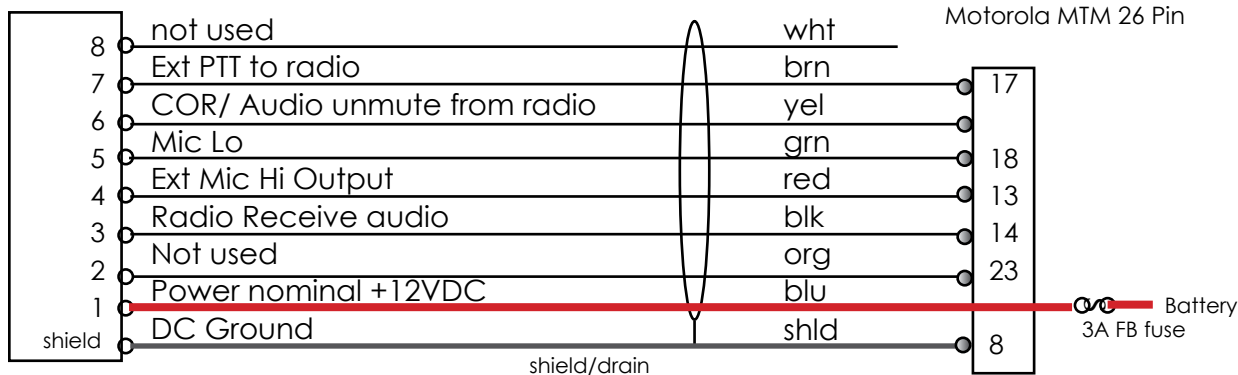 Motorola MTM 26 Pin
8 not used wht
7 Ext PTT to radio brn 17
6 COR/ Audio unmute from radio yel
5 Mic Lo grn 18
4 Ext Mic Hi Output red 13
3 Radio Receive audio blk 14
2 Not used org 23
1 Power nominal +12VDC blu Battery
3A FB fuse
shield DC Ground shld 8
shield/drain